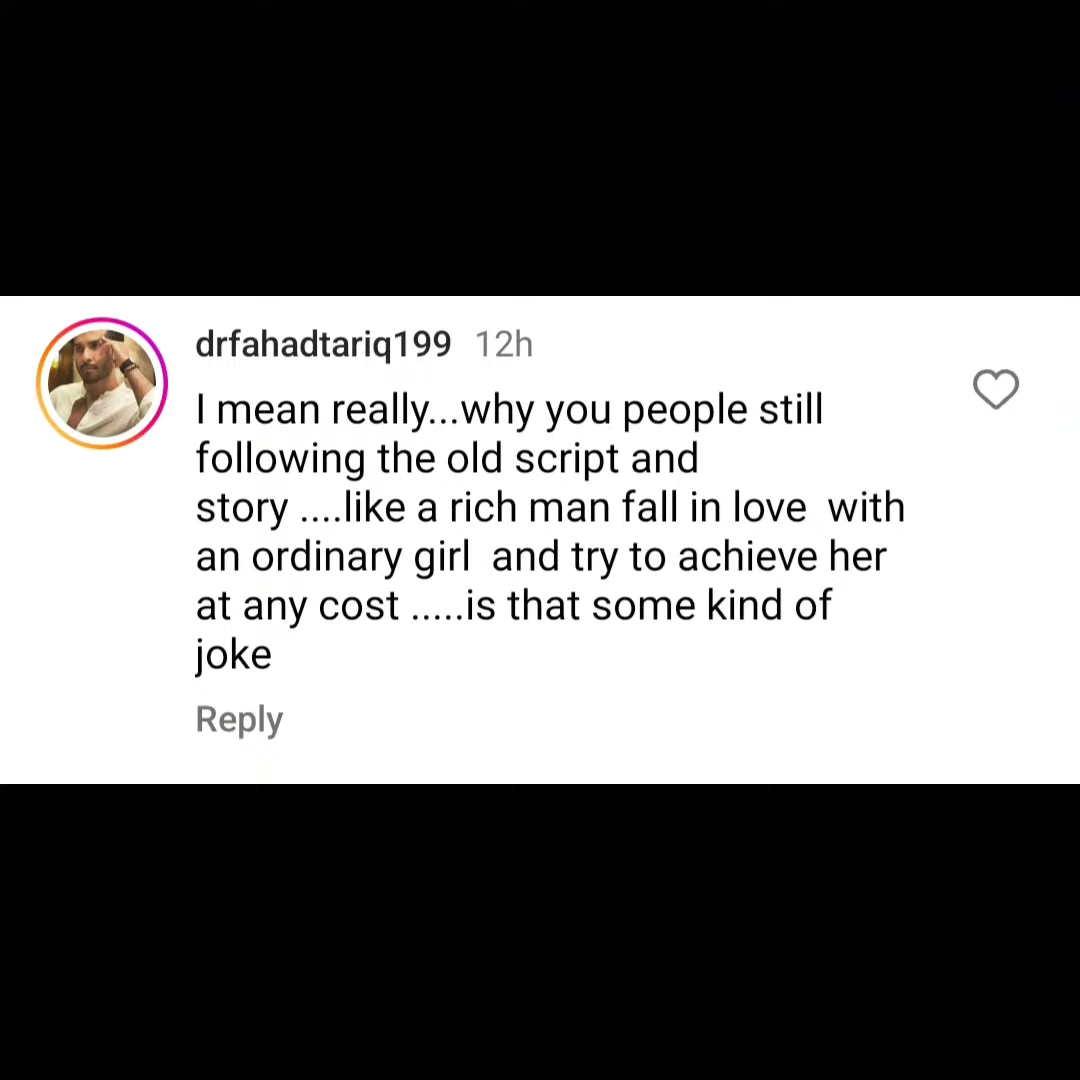 drfahadtariq199 12h
I mean really...why you people still
following the old script and
story ....like a rich man fall in love  with
an ordinary girl  and try to achieve her
at any cost .....is that some kind of
joke
Reply